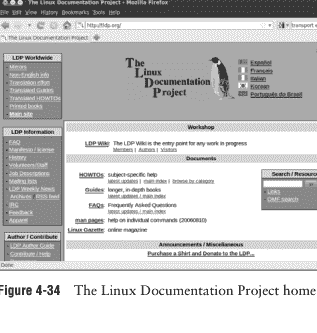 The Linux Documentation Project - Mozilla Firefox
File Edit View History Bookmarks Tools Help
http://tldp.org/
transport
The Linux Documentation Project
LDP Worldwide
Mirrors
Non-English info
Translation effort
Translated Guides
Translated HOWTOs
Printed books
Main site
LDP Information
FAQ
Manifesto / license
History
Volunteers/Staff
Job Descriptions
Mailing lists
LDP Weekly News
Archives RSS feed
IRC
Feedback
Author / Contribute
LDP Author Guide
Contribute / Help
The
Linux
Documentation
Project
Español
Français
Italian
Korean
Português do Brasil
Workshop
LDP Wiki: The LDP Wiki is the entry point for any work in progress
Members | Authors | Visitors
Documents
HOWTOs: subject-specific help
latest updates | main index | browse by category
Guides: longer, in-depth books
latest updates / main index
FAQs: Frequently Asked Questions
latest updates / main index
man pages: help on individual commands (20060810)
Linux Gazette: online magazine
Search / Resourc
Links
OMF search
Announcements / Miscellaneous
Purchase a Shirt and Donate to the LDP...
Done
Figure 4-34 The Linux Documentation Project home